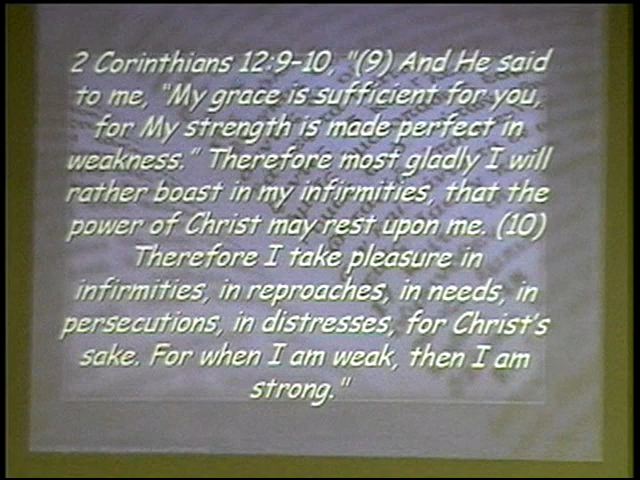 2 Corinthians 12:9-10, "(9) And He said
to me, "My grace is sufficient for you,
for My strength is made perfect in
weakness." Therefore most gladly I will
rather boast in my infirmities, that the
power of Christ may rest upon me. (10)
Therefore I take pleasure in
infirmities, in reproaches, in needs, in
persecutions, in distresses, for Christ's
sake. For when I am weak, then I am
strong."